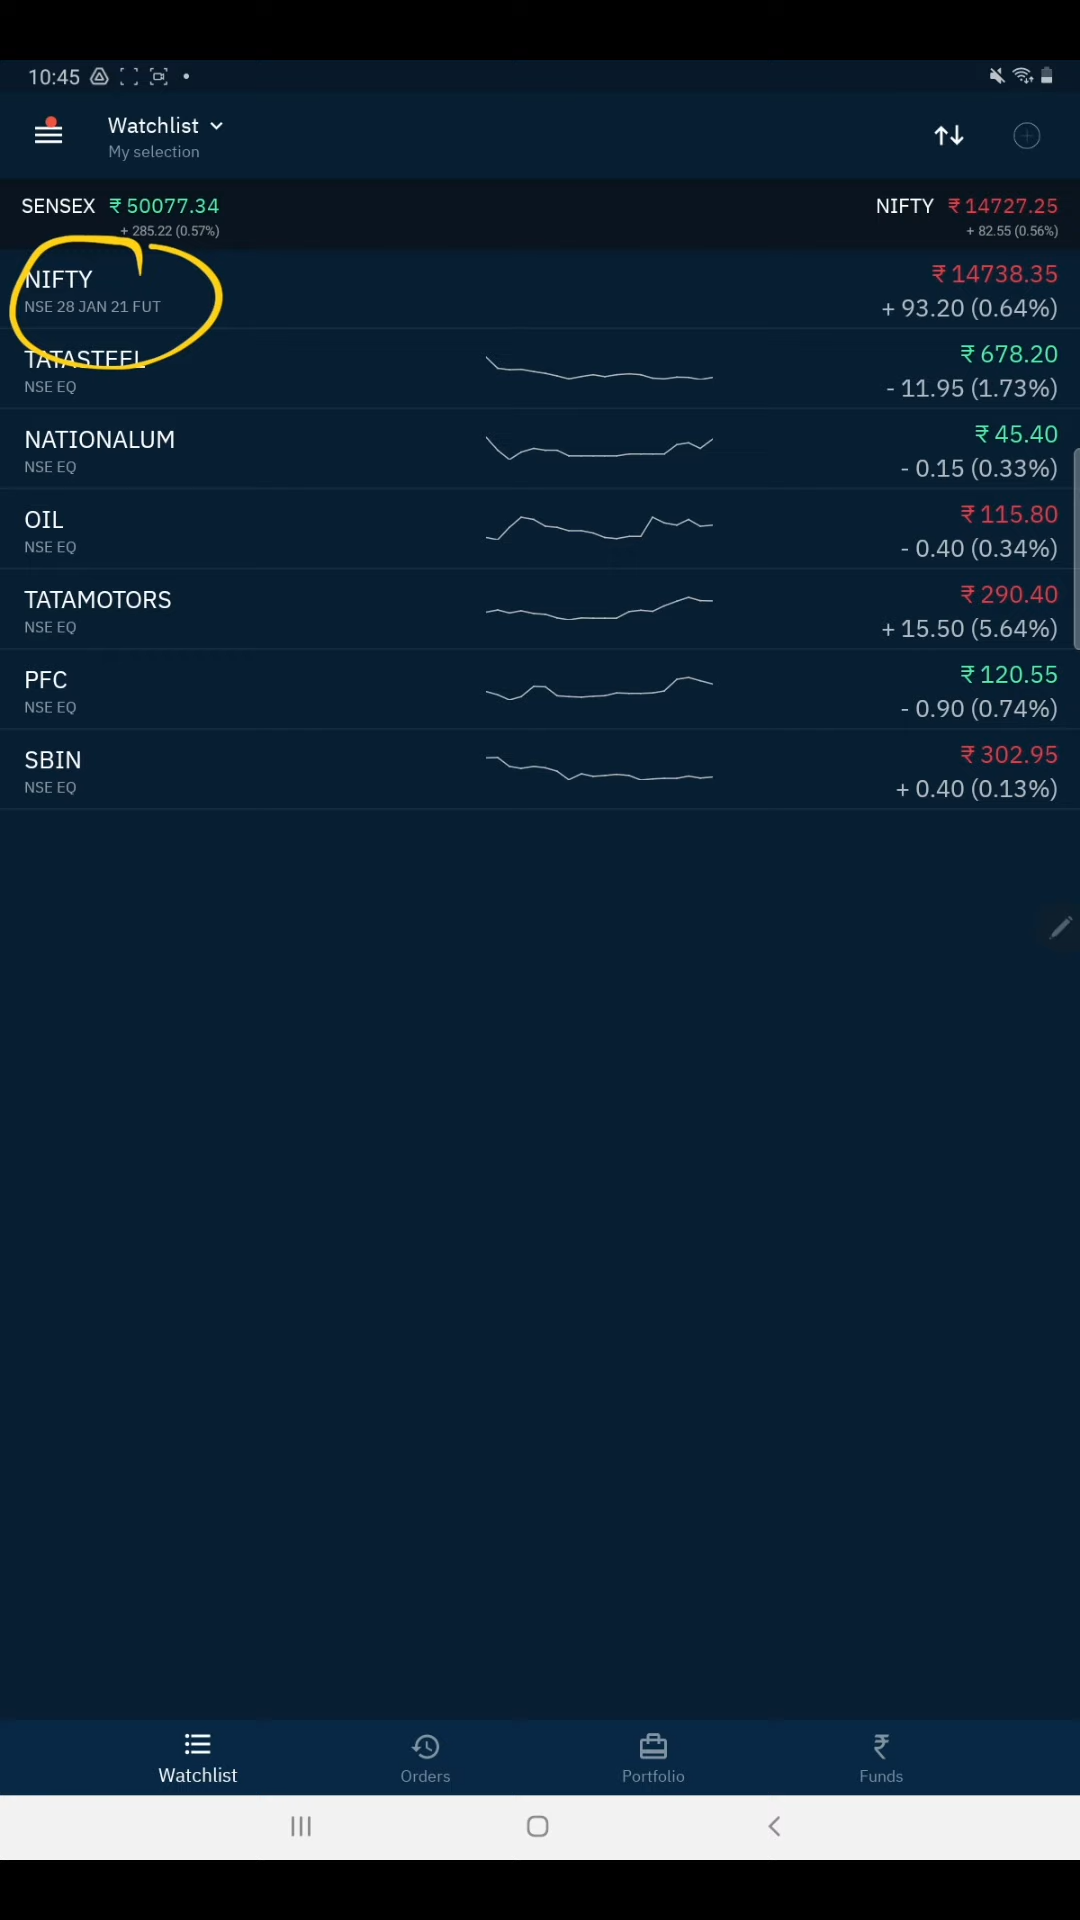 10:45
Watchlist
My selection
SENSEX ₹ 50077.34
+ 285.22 (0.57%)
NIFTY ₹ 14727.25
+ 82.55 (0.56%)
NIFTY
NSE 28 JAN 21 FUT
₹ 14738.35
+ 93.20 (0.64%)
TATASTEEL
NSE EQ
₹ 678.20
- 11.95 (1.73%)
NATIONALUM
NSE EQ
₹ 45.40
- 0.15 (0.33%)
OIL
NSE EQ
₹ 115.80
- 0.40 (0.34%)
TATAMOTORS
NSE EQ
₹ 290.40
+ 15.50 (5.64%)
PFC
NSE EQ
₹ 120.55
- 0.90 (0.74%)
SBIN
NSE EQ
₹ 302.95
+ 0.40 (0.13%)
Watchlist
Orders
Portfolio
₹
Funds